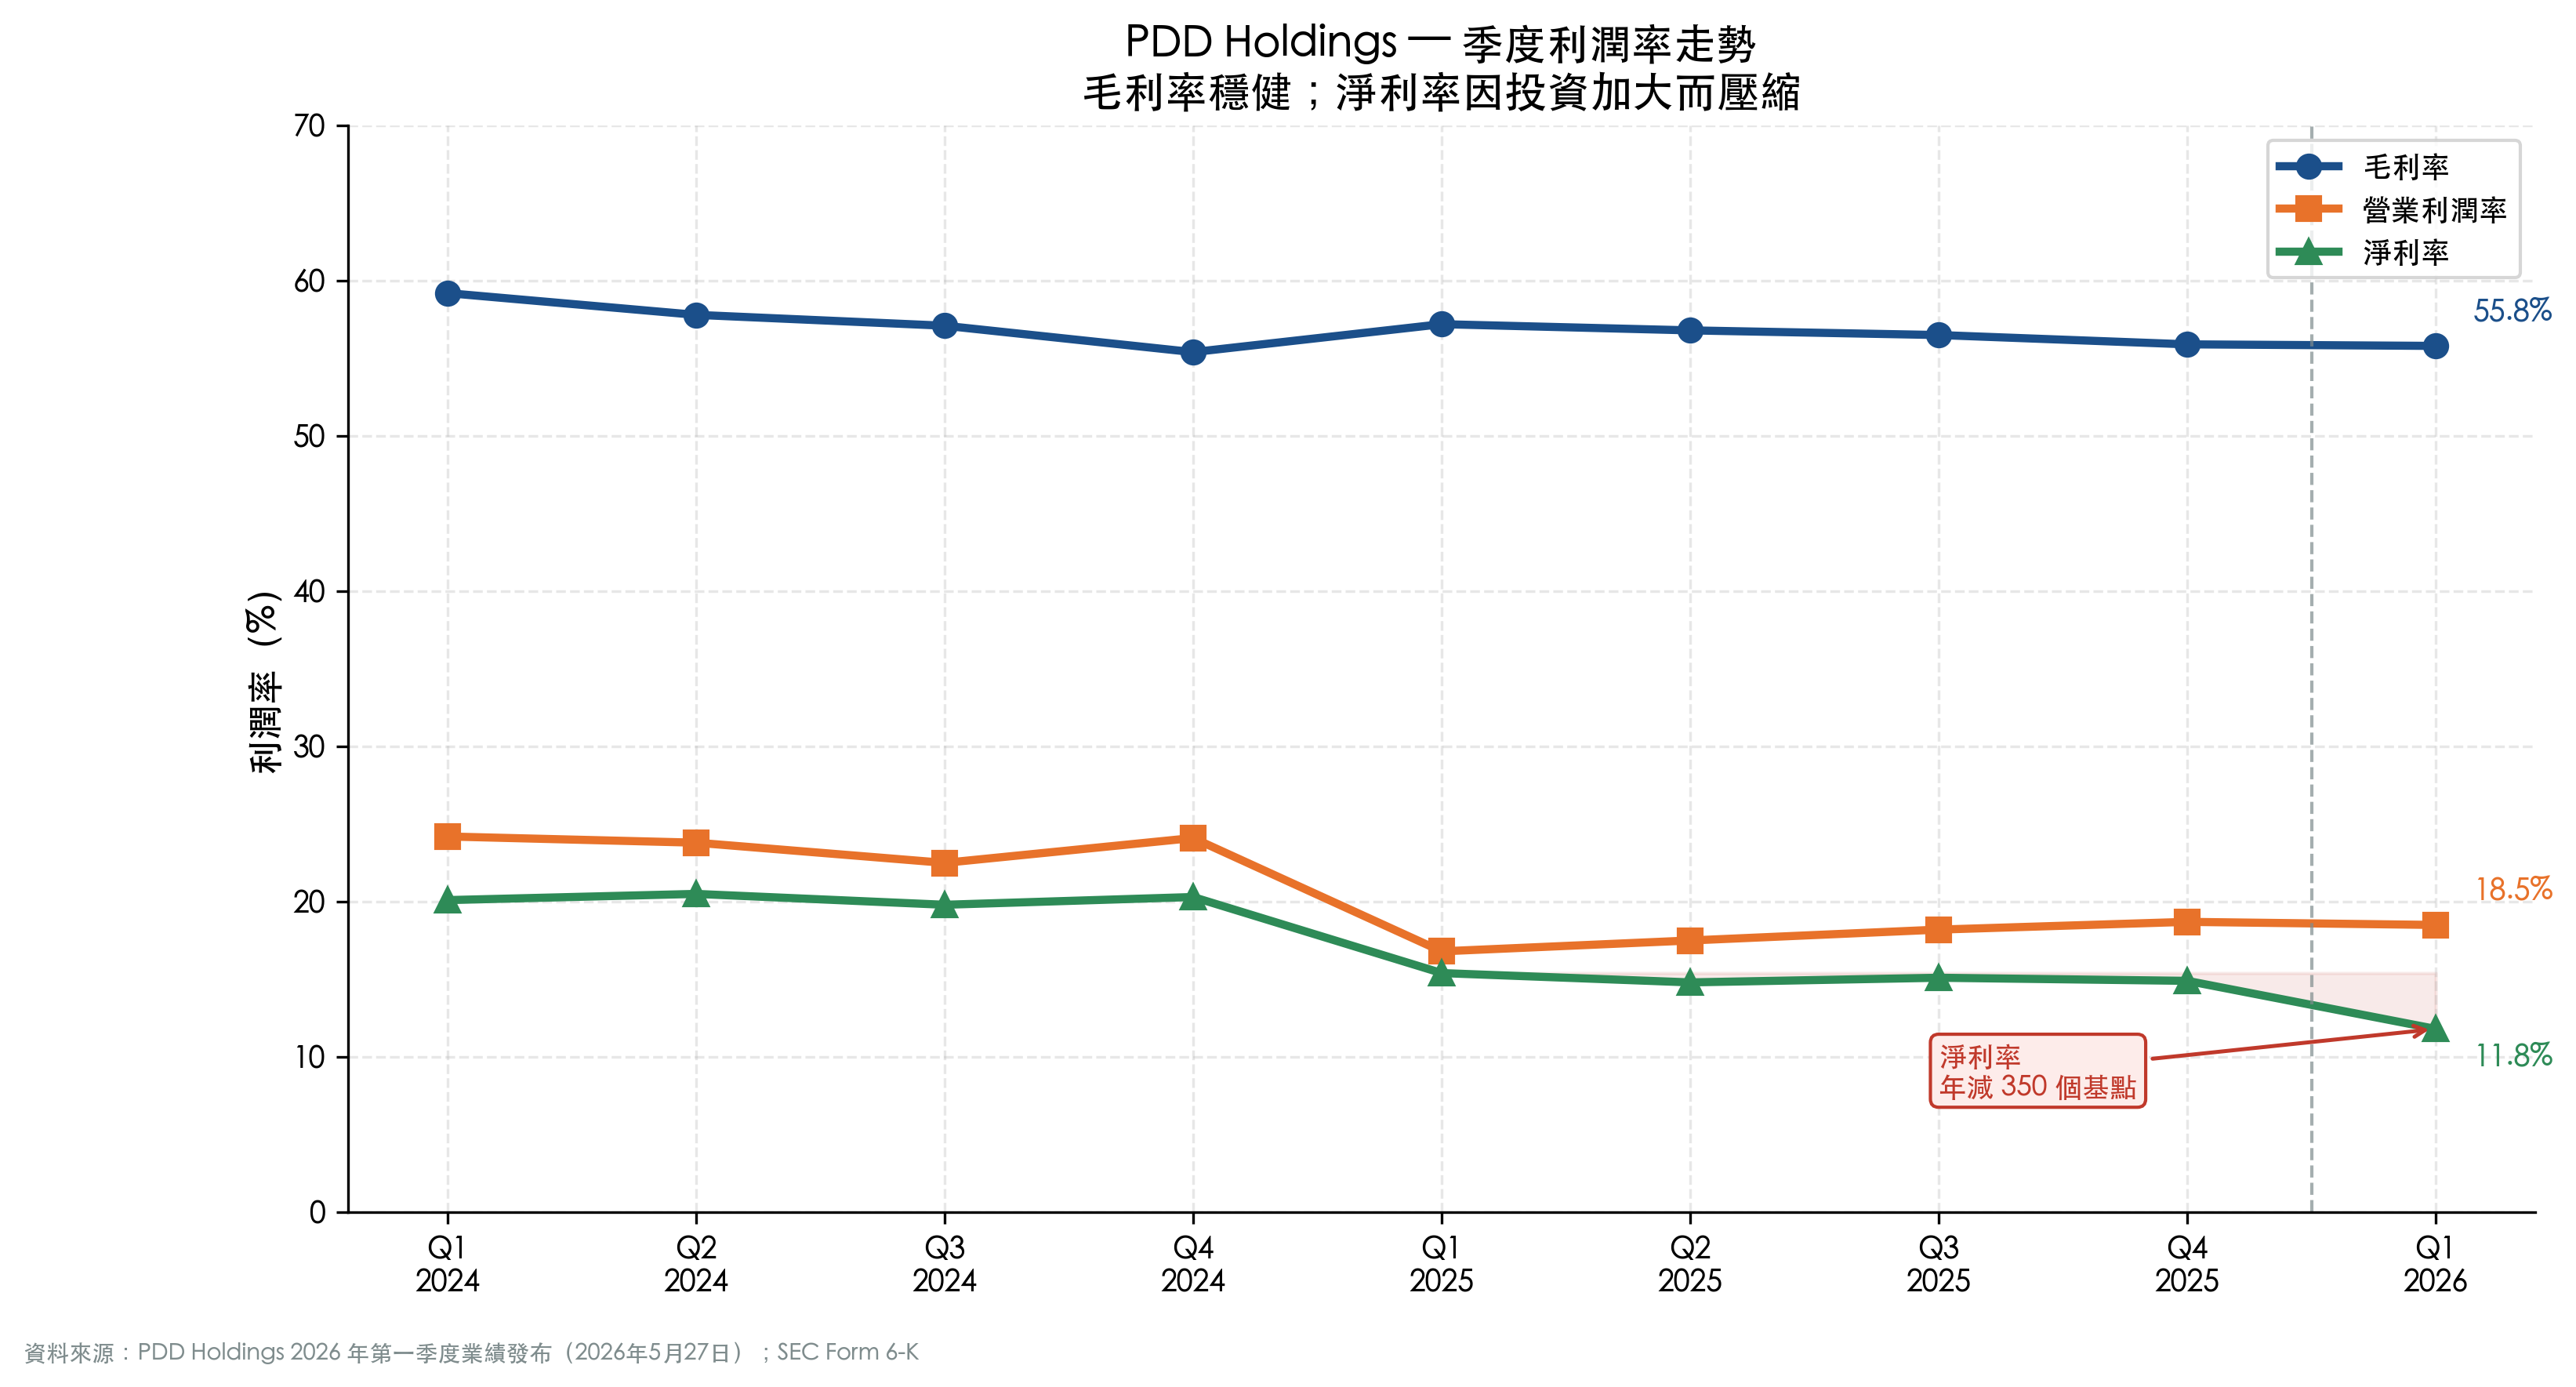 PDD Holdings — 季度利潤率走勢
毛利率穩健；淨利率因投資加大而壓縮
毛利率
營業利潤率
淨利率
利潤率（%）
70
60
50
40
30
20
10
0
55.8%
18.5%
11.8%
淨利率
年減 350 個基點
Q1
2024
Q2
2024
Q3
2024
Q4
2024
Q1
2025
Q2
2025
Q3
2025
Q4
2025
Q1
2026
資料來源：PDD Holdings 2026 年第一季度業績發布（2026年5月27日）；SEC Form 6-K